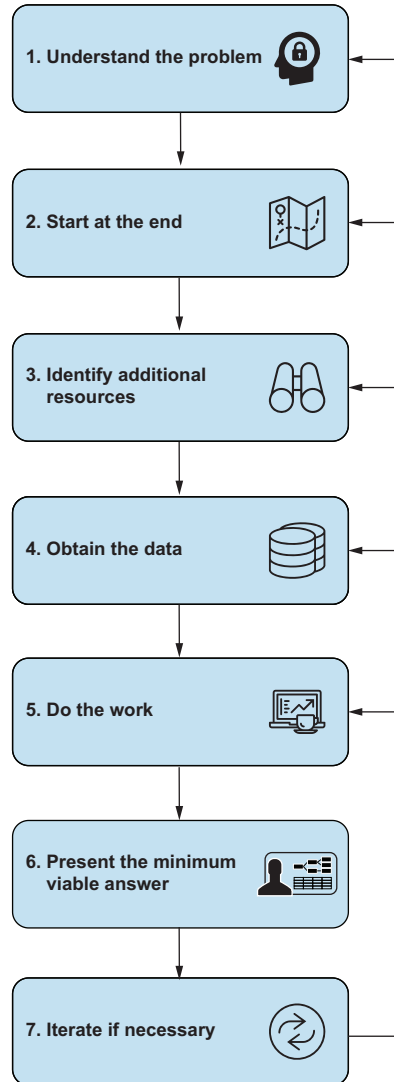 1. Understand the problem
2. Start at the end
3. Identify additional
resources
4. Obtain the data
5. Do the work
6. Present the minimum
viable answer
7. Iterate if necessary